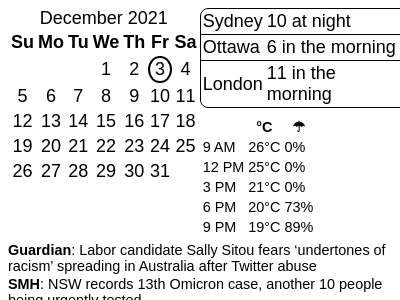 December 2021
Su Mo Tu We Th Fr Sa
1 2 3 4
5 6 7 8 9 10 11
12 13 14 15 16 17 18
19 20 21 22 23 24 25
26 27 28 29 30 31
Sydney 10 at night
Ottawa 6 in the morning
London 11 in the
morning
°C ☂
9 AM 26°C 0%
12 PM 25°C 0%
3 PM 21°C 0%
6 PM 20°C 73%
9 PM 19°C 89%
Guardian: Labor candidate Sally Sitou fears ‘undertones of
racism’ spreading in Australia after Twitter abuse
SMH: NSW records 13th Omicron case, another 10 people
being urgently tested